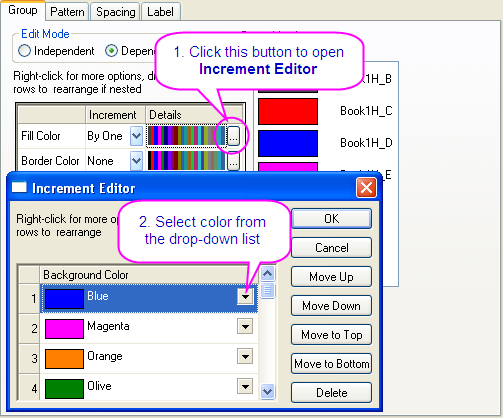 Group Pattern Spacing Label
Edit Mode
Independent Depen
1. Click this button to open
Increment Editor
Right-click for more options, d
rows to rearrange if nested
Book1H_B
Book1H_C
Book1H_D
Book1H_E
Increment Details
Fill Color By One ...
Border Color None ...
Increment Editor
Right-click for more op
rows to rearrange
2. Select color from
the drop-down list
OK
Cancel
Move Up
Move Down
Move to Top
Move to Bottom
Delete
Background Color
1 Blue
2 Magenta
3 Orange
4 Olive